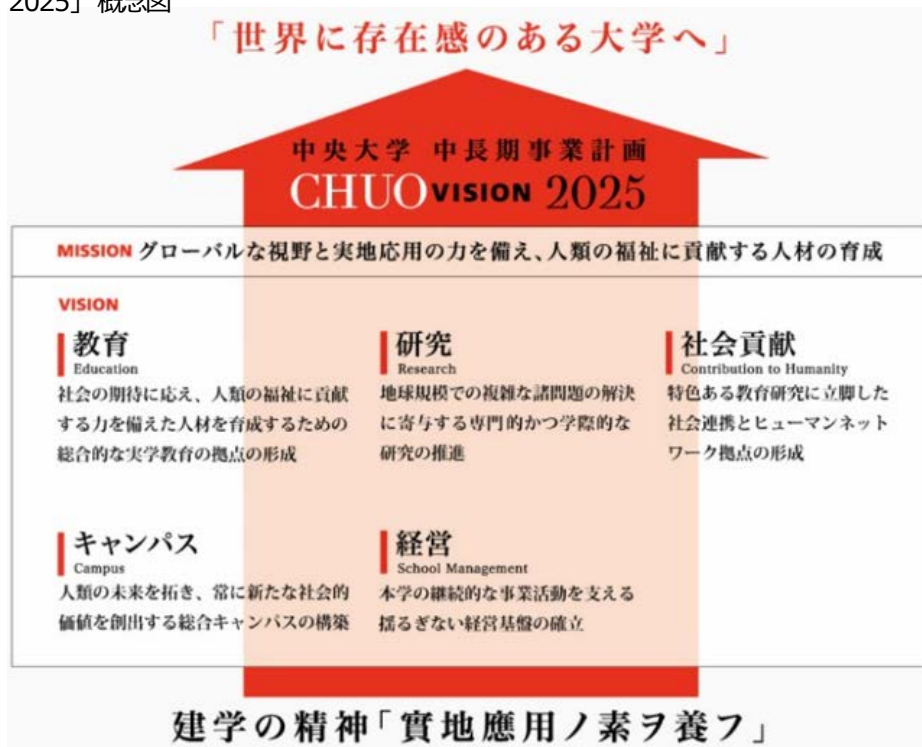 2025」概念図
「世界に存在感のある大学へ」
中央大学 中長期事業計画
CHUO VISION 2025
MISSION グローバルな視野と実地応用の力を備え、人類の福祉に貢献する人材の育成
VISION
教育
Education
社会の期待に応え、人類の福祉に貢献
する力を備えた人材を育成するための
総合的な実学教育の拠点の形成
研究
Research
地球規模での複雑な諸問題の解決
に寄与する専門的かつ学際的な
研究の推進
社会貢献
Contribution to Humanity
特色ある教育研究に立脚した
社会連携とヒューマンネット
ワーク拠点の形成
キャンパス
Campus
人類の未来を拓き、常に新たな社会的
価値を創出する総合キャンパスの構築
経営
School Management
本学の継続的な事業活動を支える
揺るぎない経営基盤の確立
建学の精神「實地應用ノ素ヲ養フ」